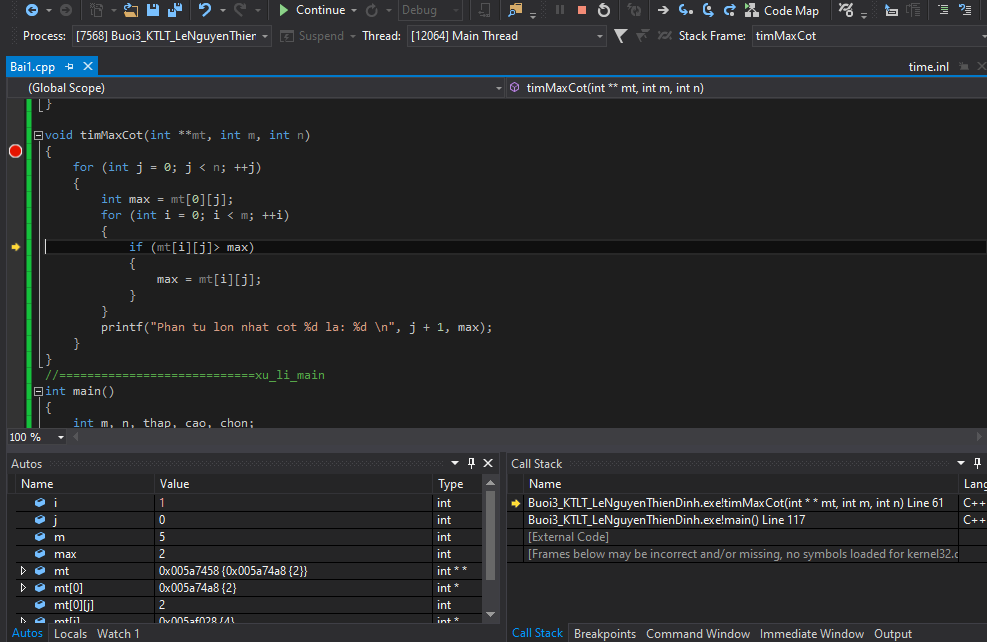 Continue Debug Code Map
Process: [7568] Buoi3_KTLT_LeNguyenThier Suspend Thread: [12064] Main Thread Stack Frame: timMaxCot
Bai1.cpp time.inl
(Global Scope) timMaxCot(int ** mt, int m, int n)
}
void timMaxCot(int **mt, int m, int n)
{
for (int j = 0; j < n; ++j)
{
int max = mt[0][j];
for (int i = 0; i < m; ++i)
{
if (mt[i][j]> max)
{
max = mt[i][j];
}
}
printf("Phan tu lon nhat cot %d la: %d \n", j + 1, max);
}
}
//============================xu_li_main
int main()
{
int m, n, thap, cao, chon;
100 %
Autos
Name Value Type
i 1 int
j 0 int
m 5 int
max 2 int
mt 0x005a7458 {0x005a74a8 {2}} int * *
mt[0] 0x005a74a8 {2} int *
mt[0][j] 2 int
mt[i] 0x005af028 {4} int *
Autos Locals Watch 1
Call Stack
Name Lang
Buoi3_KTLT_LeNguyenThienDinh.exe!timMaxCot(int * * mt, int m, int n) Line 61 C++
Buoi3_KTLT_LeNguyenThienDinh.exe!main() Line 117 C++
[External Code]
[Frames below may be incorrect and/or missing, no symbols loaded for kernel32.d
Call Stack Breakpoints Command Window Immediate Window Output